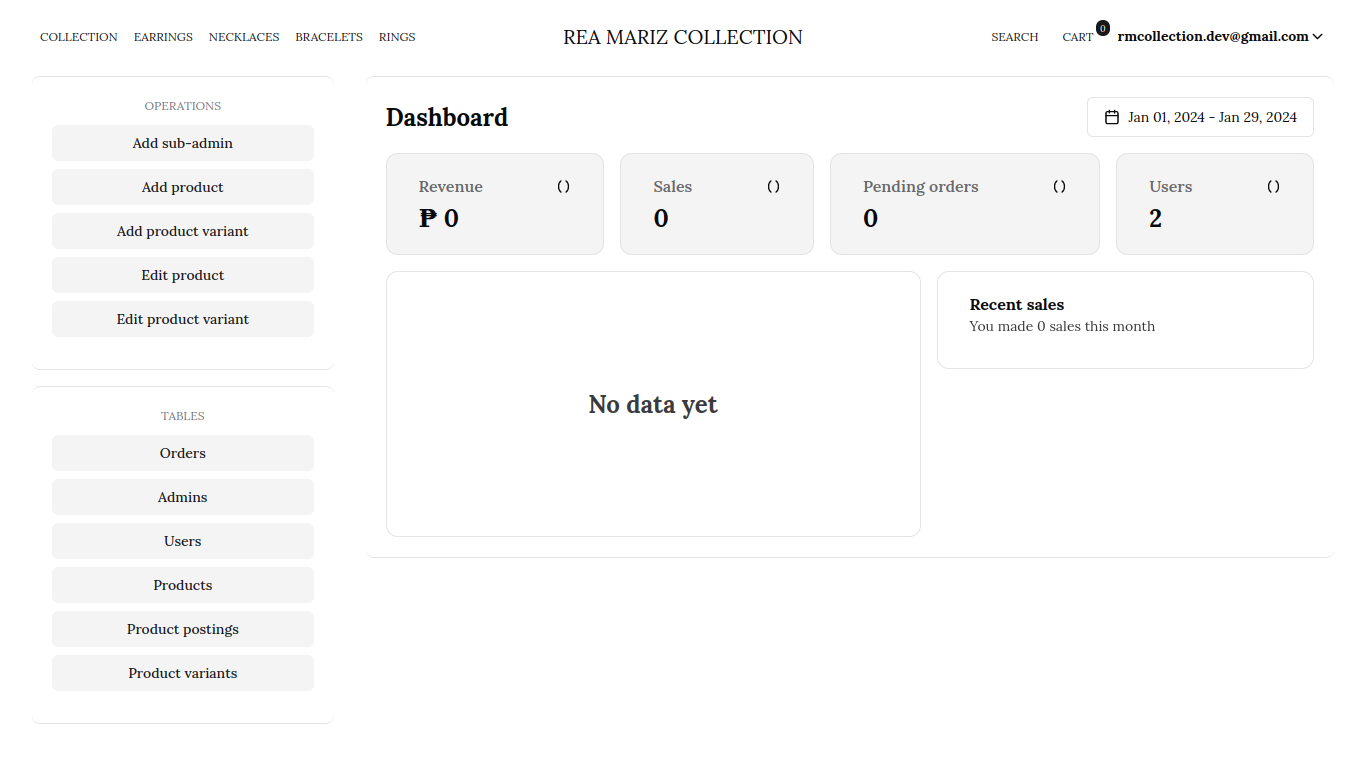 COLLECTION EARRINGS NECKLACES BRACELETS RINGS
REA MARIZ COLLECTION
SEARCH CART 0 rmcollection.dev@gmail.com
OPERATIONS
Add sub-admin
Add product
Add product variant
Edit product
Edit product variant
TABLES
Orders
Admins
Users
Products
Product postings
Product variants
Dashboard
Jan 01, 2024 - Jan 29, 2024
Revenue ()
₱ 0
Sales ()
0
Pending orders ()
0
Users ()
2
No data yet
Recent sales
You made 0 sales this month